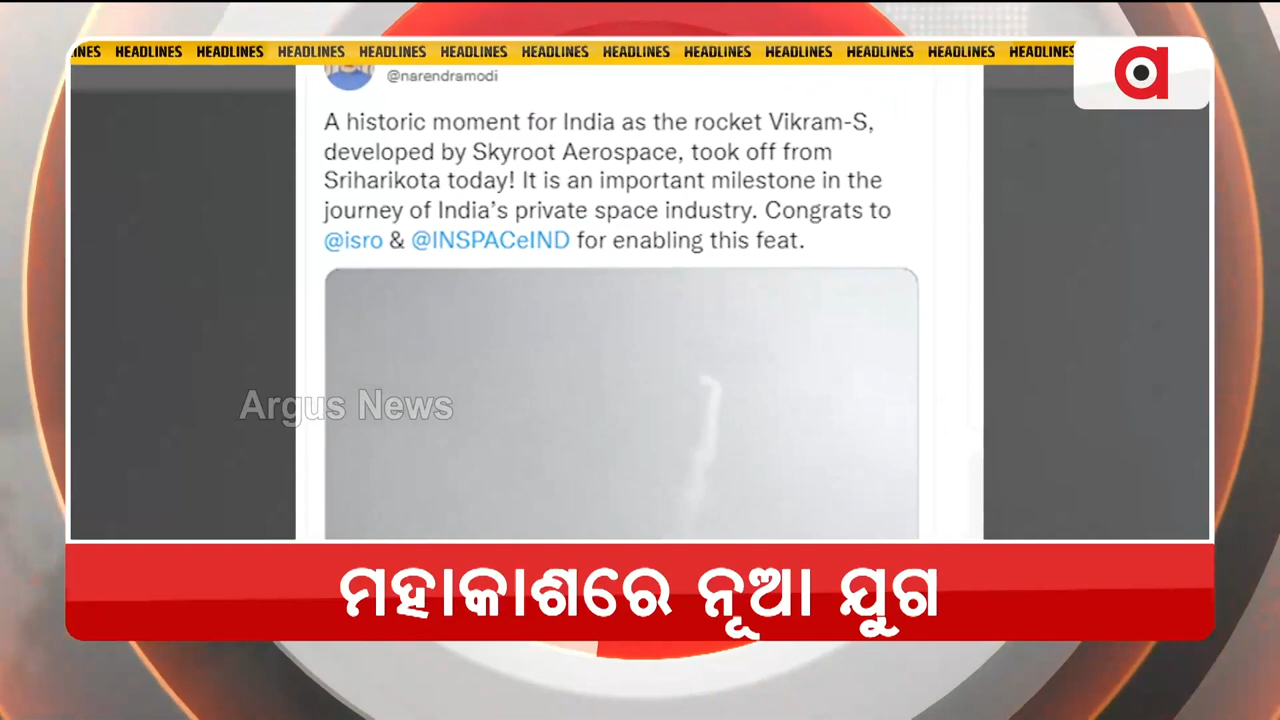 HEADLINES HEADLINES HEADLINES HEADLINES HEADLINES HEADLINES HEADLINES HEADLINES HEADLINES HEADLINES HEADLINES HEADLINES
@narendramodi
A historic moment for India as the rocket Vikram-S,
developed by Skyroot Aerospace, took off from
Sriharikota today! It is an important milestone in the
journey of India’s private space industry. Congrats to
@isro & @INSPACeIND for enabling this feat.
Argus News
ମହାକାଶରେ ନୂଆ ଯୁଗ